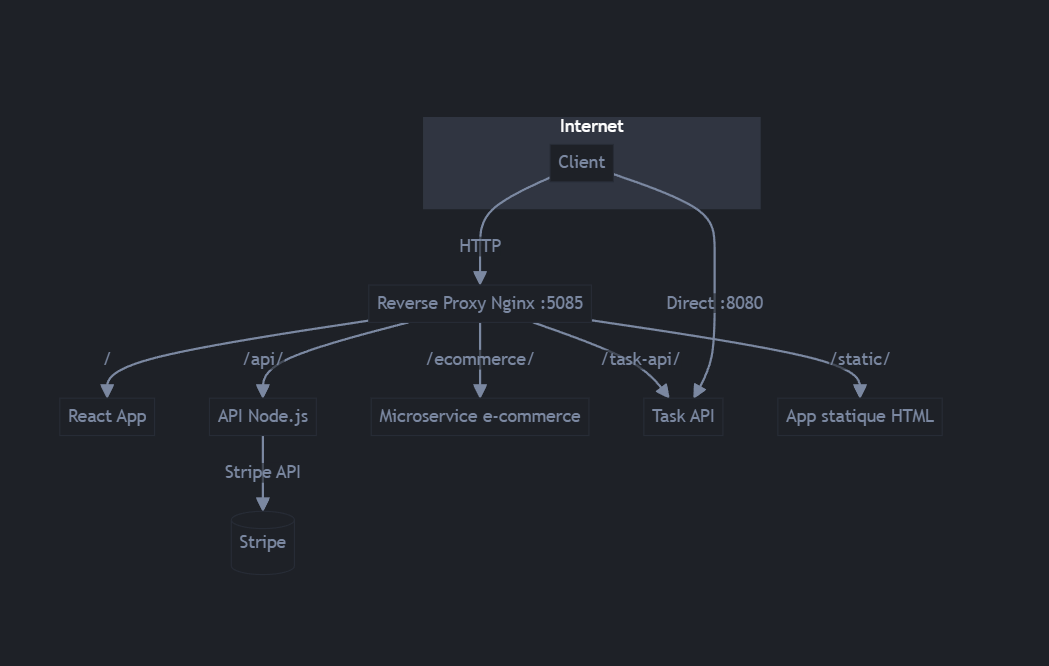 Internet
Client
HTTP
Reverse Proxy Nginx :5085
Direct :8080
/
/api/
/ecommerce/
/task-api/
/static/
React App
API Node.js
Microservice e-commerce
Task API
App statique HTML
Stripe API
Stripe